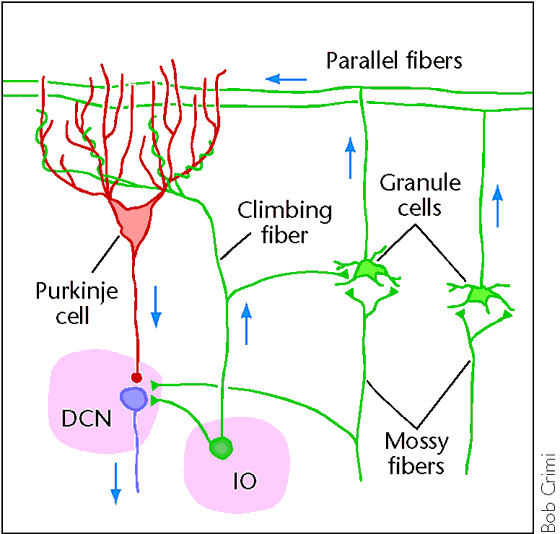 Parallel fibers
Granule
cells
Climbing
fiber
Purkinje
cell
DCN
IO
Mossy
fibers
Bob Crimi